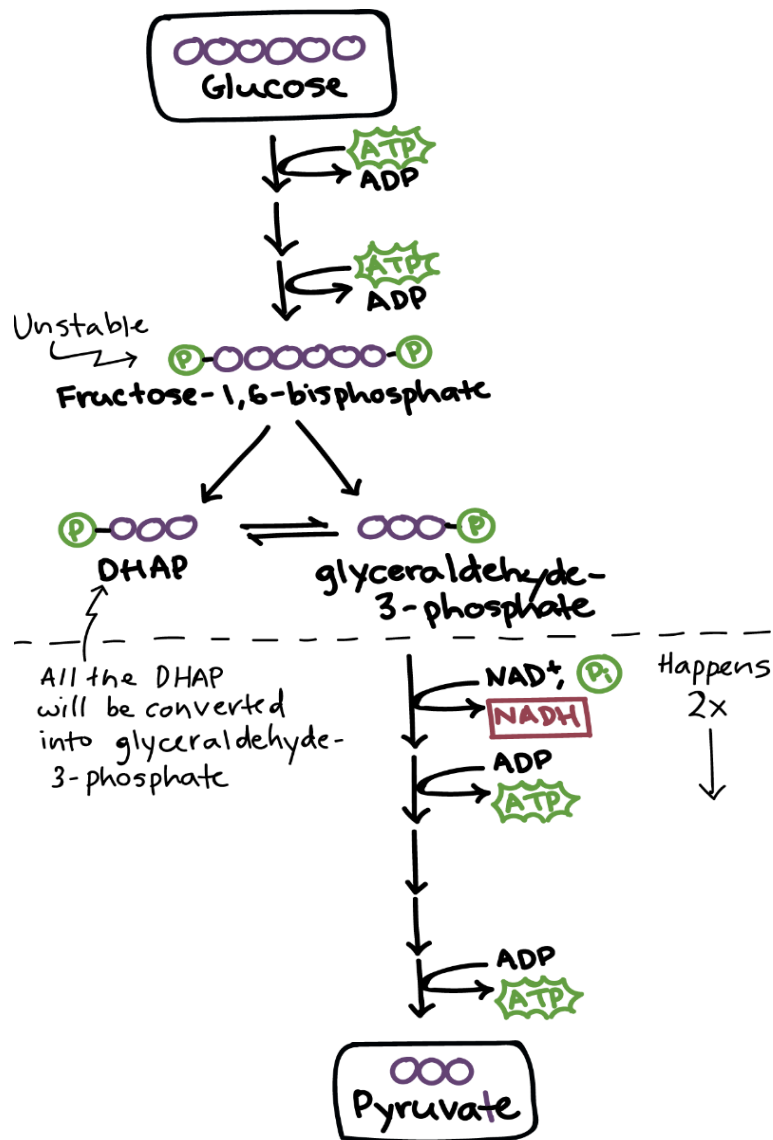 Glucose
ATP
ADP
ATP
ADP
Unstable
P
P
Fructose-1,6-bisphosphate
P
P
DHAP
glyceraldehyde-
3-phosphate
All the DHAP
will be converted
into glyceraldehyde-
3-phosphate
NAD+, Pi
NADH
Happens
2x
ADP
ATP
ADP
ATP
Pyruvate